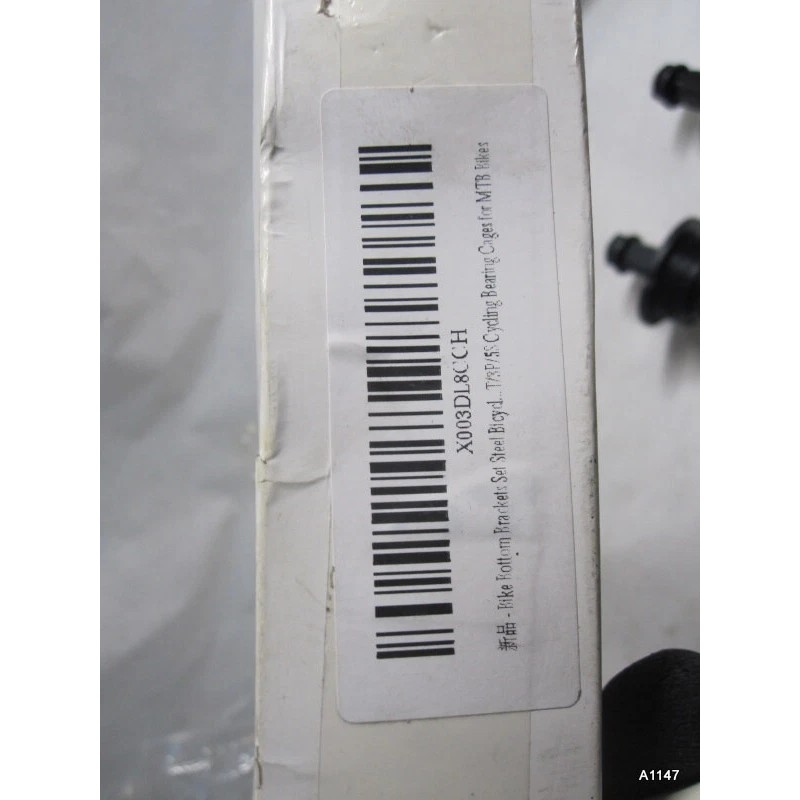 X003DL8CCH
新品 - Bike Bottom Brackets Set Steel Bicycl... T/3P/5S Cycling Bearing Cages for MTB Bikes
A1147